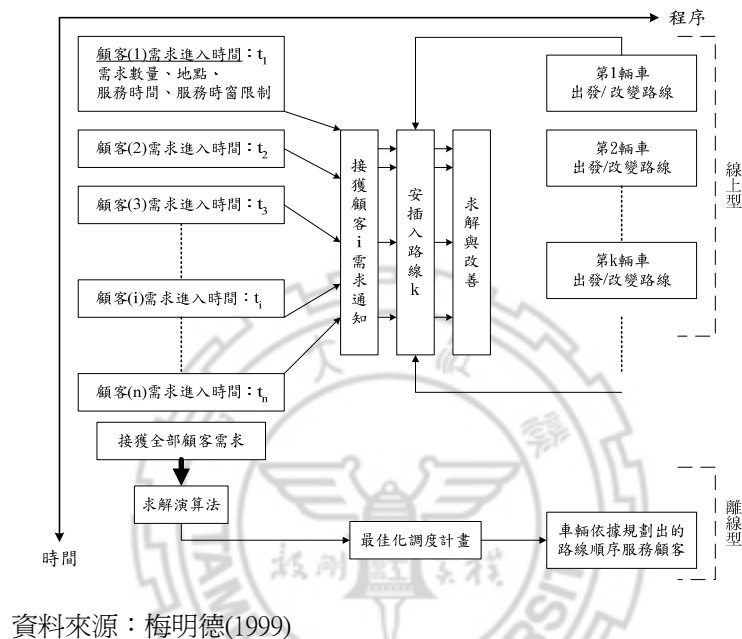 程序
顧客(1)需求進入時間：t1
需求數量、地點、
服務時間、服務時窗限制
顧客(2)需求進入時間：t2
顧客(3)需求進入時間：t3
顧客(i)需求進入時間：ti
顧客(n)需求進入時間：tn
接獲顧客i需求通知
安插入路線k
求解與改善
第1輛車
出發/改變路線
第2輛車
出發/改變路線
第k輛車
出發/改變路線
線上型
接獲全部顧客需求
求解演算法
最佳化調度計畫
車輛依據規劃出的
路線順序服務顧客
離線型
時間
資料來源：梅明德(1999)